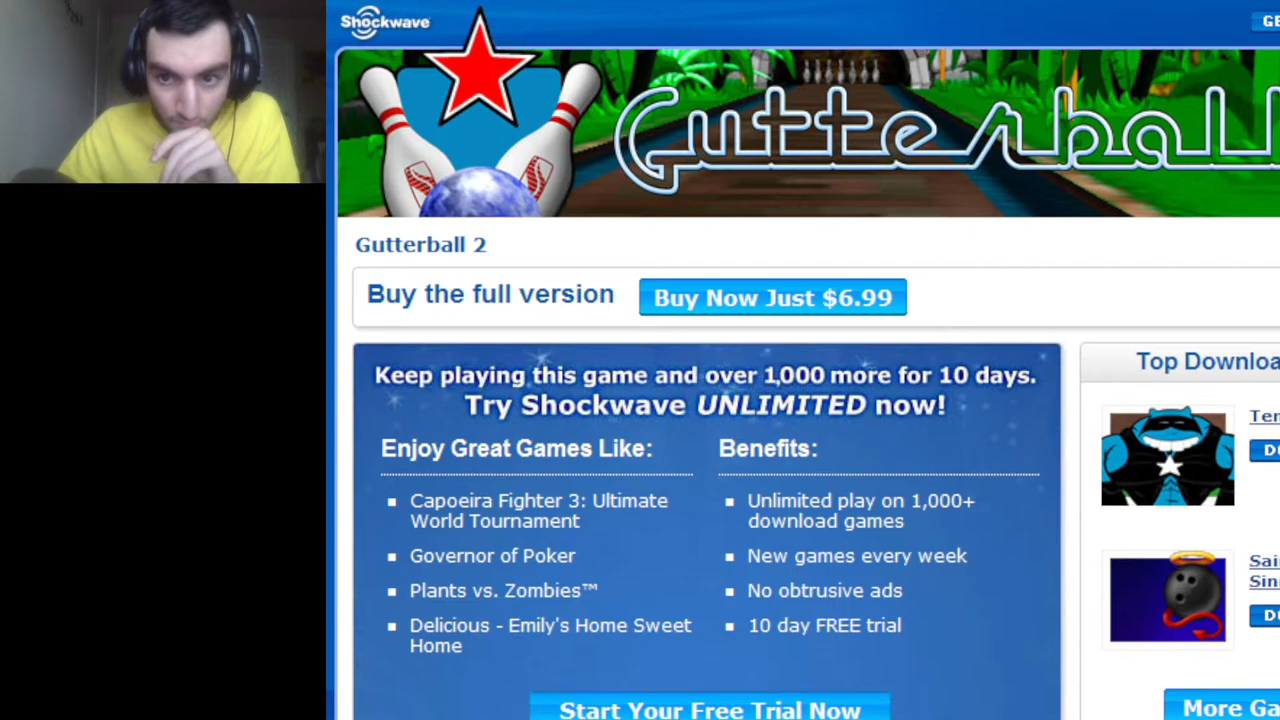 Shockwave
Gutterball
Gutterball 2
Buy the full version
Buy Now Just $6.99
Keep playing this game and over 1,000 more for 10 days.
Try Shockwave UNLIMITED now!
Enjoy Great Games Like:
Capoeira Fighter 3: Ultimate
World Tournament
Governor of Poker
Plants vs. Zombies™
Delicious - Emily's Home Sweet
Home
Benefits:
Unlimited play on 1,000+
download games
New games every week
No obtrusive ads
10 day FREE trial
Start Your Free Trial Now
Top
More